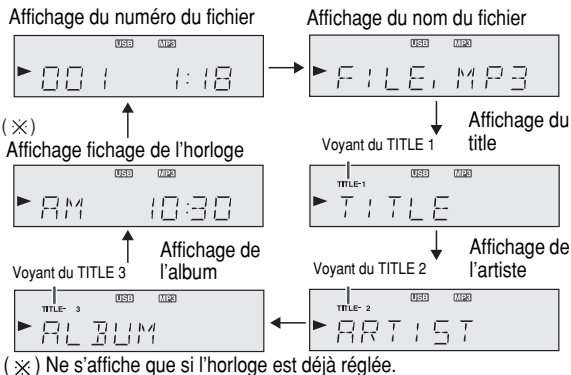 Affichage du numéro du fichier
Affichage du nom du fichier
USB MP3
001 1:18
USB MP3
FILE. MP3
(※)
Affichage fichage de l'horloge
Voyant du TITLE 1
Affichage du
title
USB MP3
AM 10:30
USB MP3
TITLE-1
TITLE
Voyant du TITLE 3
Affichage de
l'album
Voyant du TITLE 2
Affichage de
l'artiste
USB MP3
TITLE- 3
ALBUM
USB MP3
TITLE- 2
ARTIST
(※) Ne s'affiche que si l'horloge est déjà réglée.